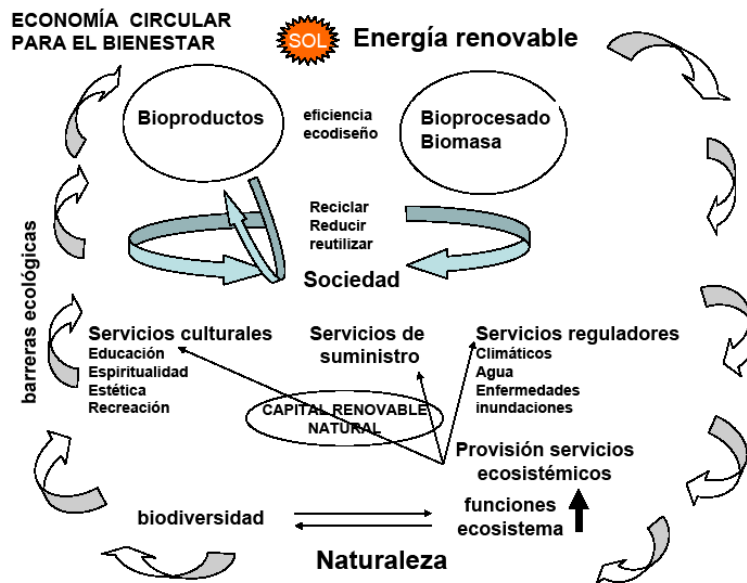 ECONOMÍA CIRCULAR
PARA EL BIENESTAR
SOL
Energía renovable
Bioproductos
eficiencia
ecodiseño
Bioprocesado
Biomasa
Reciclar
Reducir
reutilizar
Sociedad
barreras ecológicas
Servicios culturales
Educación
Espiritualidad
Estética
Recreación
Servicios de
suministro
Servicios reguladores
Climáticos
Agua
Enfermedades
inundaciones
CAPITAL RENOVABLE
NATURAL
Provisión servicios
ecosistémicos
biodiversidad
funciones
ecosistema
Naturaleza